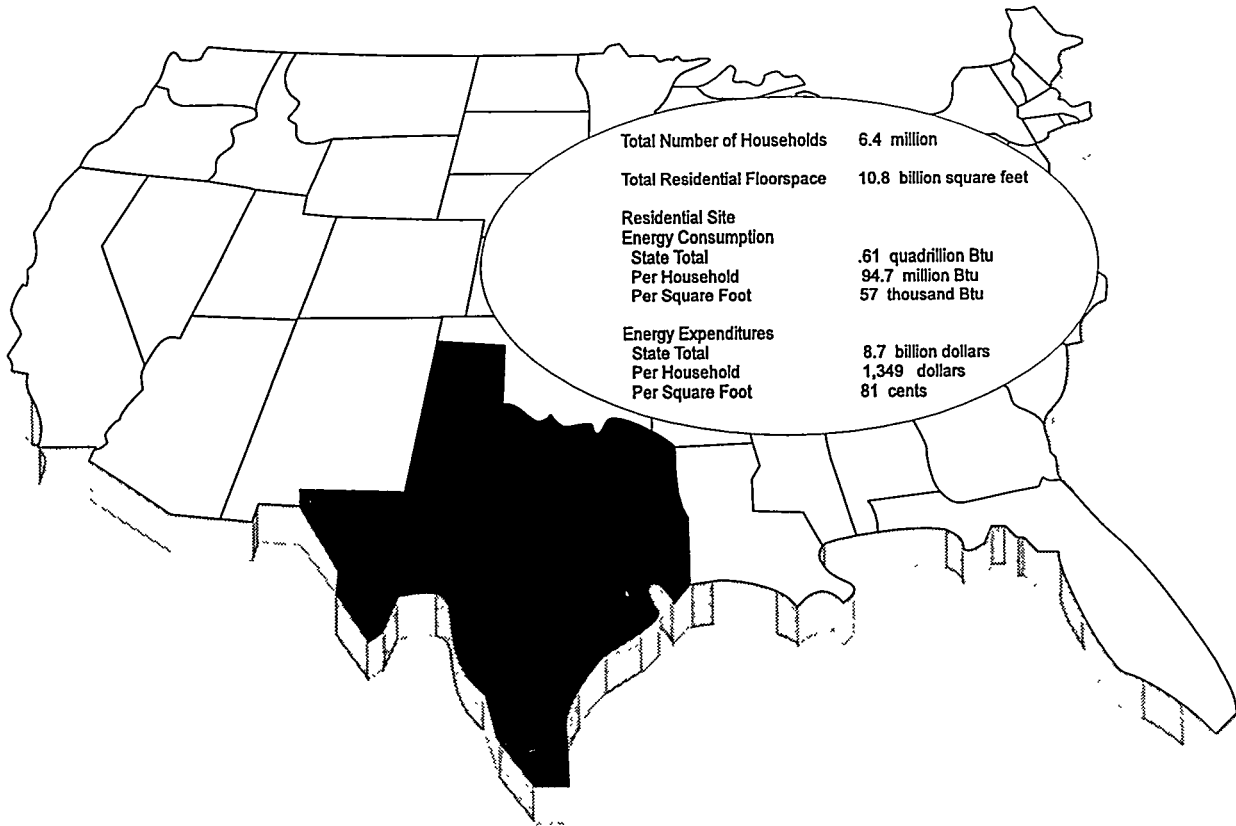 Total Number of Households 6.4 million
Total Residential Floorspace 10.8 billion square feet
Residential Site
Energy Consumption
State Total .61 quadrillion Btu
Per Household 94.7 million Btu
Per Square Foot 57 thousand Btu
Energy Expenditures
State Total 8.7 billion dollars
Per Household 1,349 dollars
Per Square Foot 81 cents